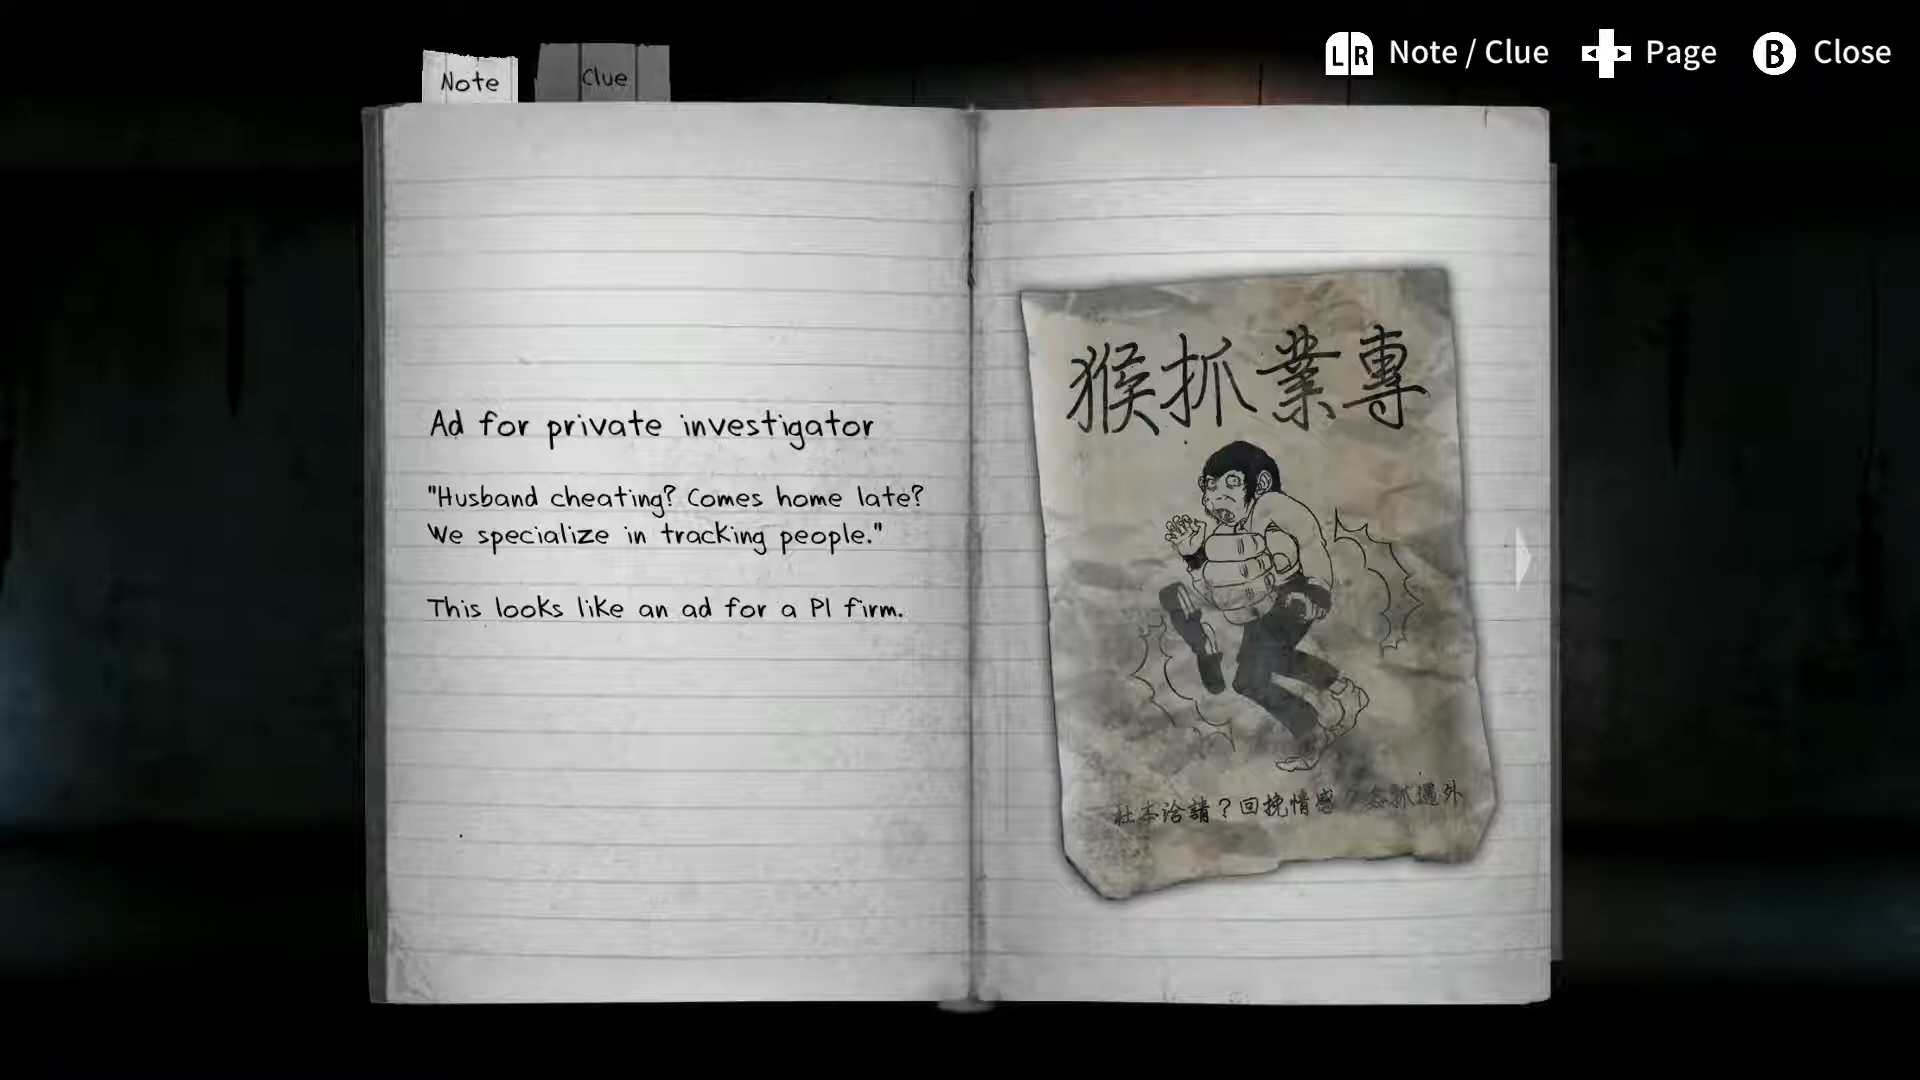 L R Note / Clue Page B Close
Note Clue
Ad for private investigator
"Husband cheating? Comes home late?
We specialize in tracking people."
This looks like an ad for a PI firm.
專業抓猴
外遇抓姦？感情挽回？請洽本社